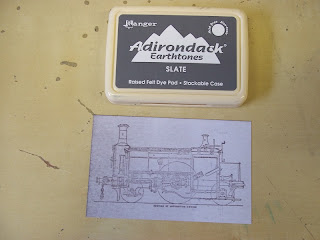 Ranger
Adirondack®
Earthtones
SLATE
Raised Felt Dye Pad • Stackable Case